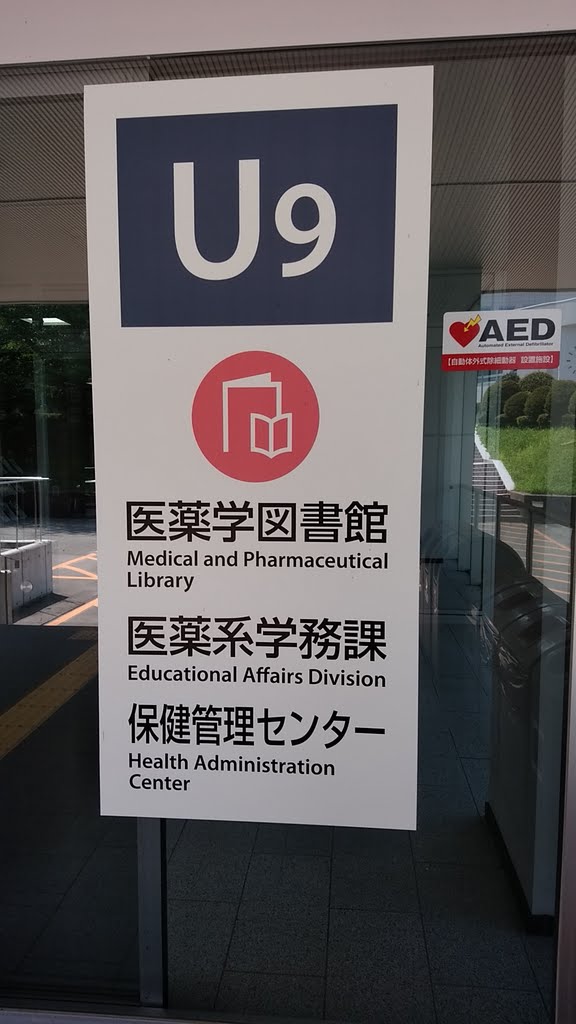 U9
医薬学図書館
Medical and Pharmaceutical
Library
医薬系学務課
Educational Affairs Division
保健管理センター
Health Administration
Center
AED
Automated External Defibrillator
【自動体外式除細動器 設置施設】